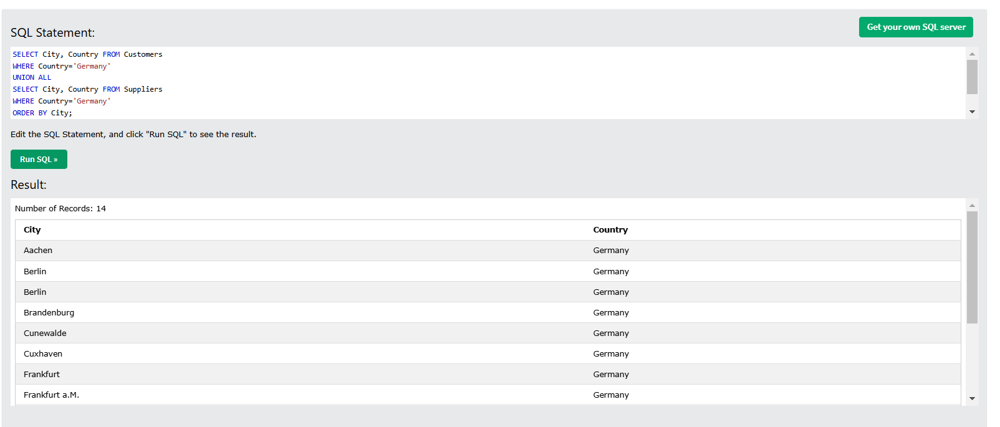 Get your own SQL server
SQL Statement:
SELECT City, Country FROM Customers
WHERE Country='Germany'
UNION ALL
SELECT City, Country FROM Suppliers
WHERE Country='Germany'
ORDER BY City;
Edit the SQL Statement, and click "Run SQL" to see the result.
Run SQL »
Result:
Number of Records: 14
City Country
Aachen Germany
Berlin Germany
Berlin Germany
Brandenburg Germany
Cunewalde Germany
Cuxhaven Germany
Frankfurt Germany
Frankfurt a.M. Germany